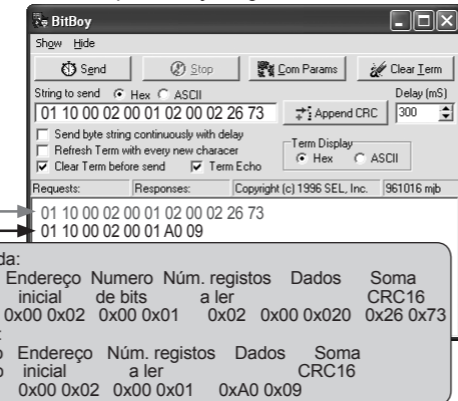 BitBoy
Show Hide
Send Stop Com Params Clear Term
String to send Hex ASCII Delay (mS)
01 10 00 02 00 01 02 00 02 26 73 Append CRC 300
Send byte string continuously with delay
Refresh Term with every new characer
Clear Term before send Term Echo
Term Display
Hex ASCII
Requests: Responses: Copyright (c) 1996 SEL, Inc. 961016 mjb
01 10 00 02 00 01 02 00 02 26 73
01 10 00 02 00 01 A0 09
da:
Endereço Numero Núm. registos Dados Soma
inicial de bits a ler CRC16
0x00 0x02 0x00 0x01 0x02 0x00 0x020 0x26 0x73
:
o Endereço Núm. registos Dados Soma
o inicial a ler CRC16
0x00 0x02 0x00 0x01 0xA0 0x09